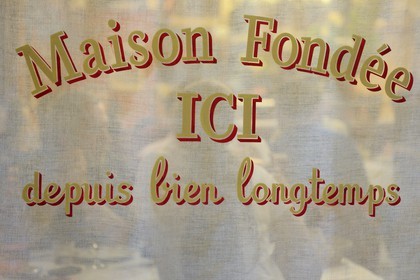 Maison Fondée
ICI
depuis bien longtemps